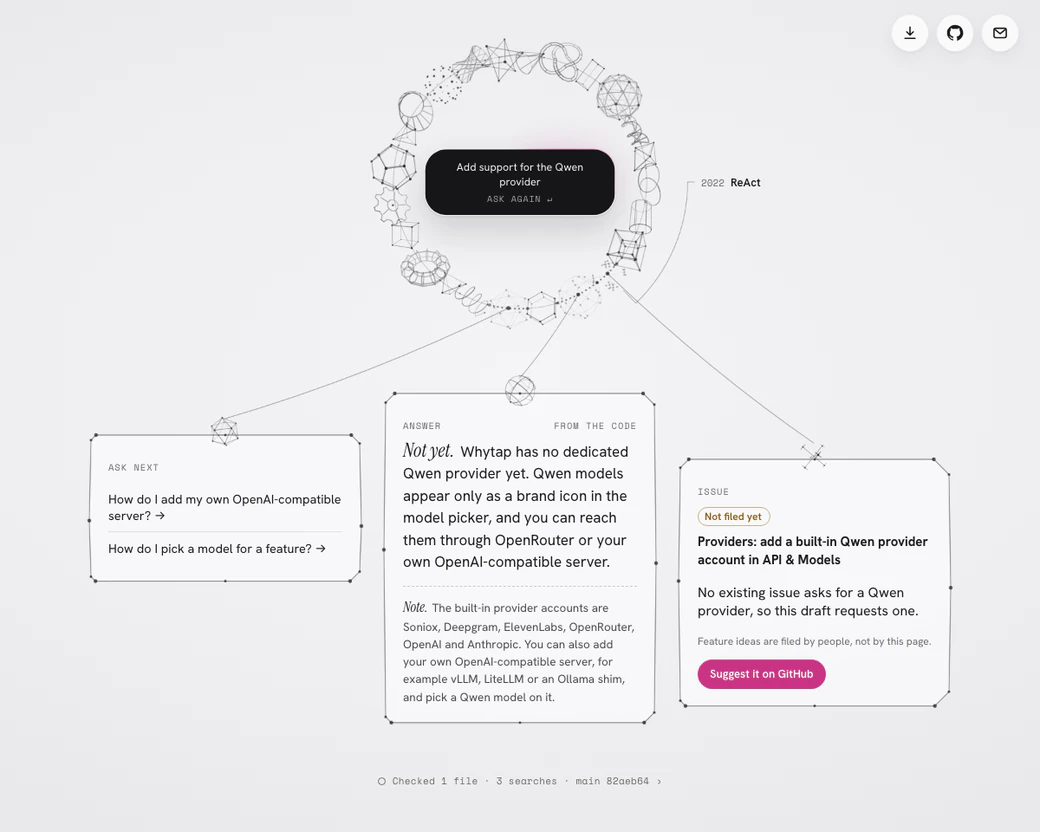 Add support for the Qwen
provider
ASK AGAIN ↵
2022 ReAct
ASK NEXT
How do I add my own OpenAI-compatible
server? →
How do I pick a model for a feature? →
ANSWER FROM THE CODE
Not yet. Whytap has no dedicated
Qwen provider yet. Qwen models
appear only as a brand icon in the
model picker, and you can reach
them through OpenRouter or your
own OpenAI-compatible server.
Note. The built-in provider accounts are
Soniox, Deepgram, ElevenLabs, OpenRouter,
OpenAI and Anthropic. You can also add
your own OpenAI-compatible server, for
example vLLM, LiteLLM or an Ollama shim,
and pick a Qwen model on it.
ISSUE
Not filed yet
Providers: add a built-in Qwen provider
account in API & Models
No existing issue asks for a Qwen
provider, so this draft requests one.
Feature ideas are filed by people, not by this page.
Suggest it on GitHub
Checked 1 file · 3 searches · main 82aeb64 ›